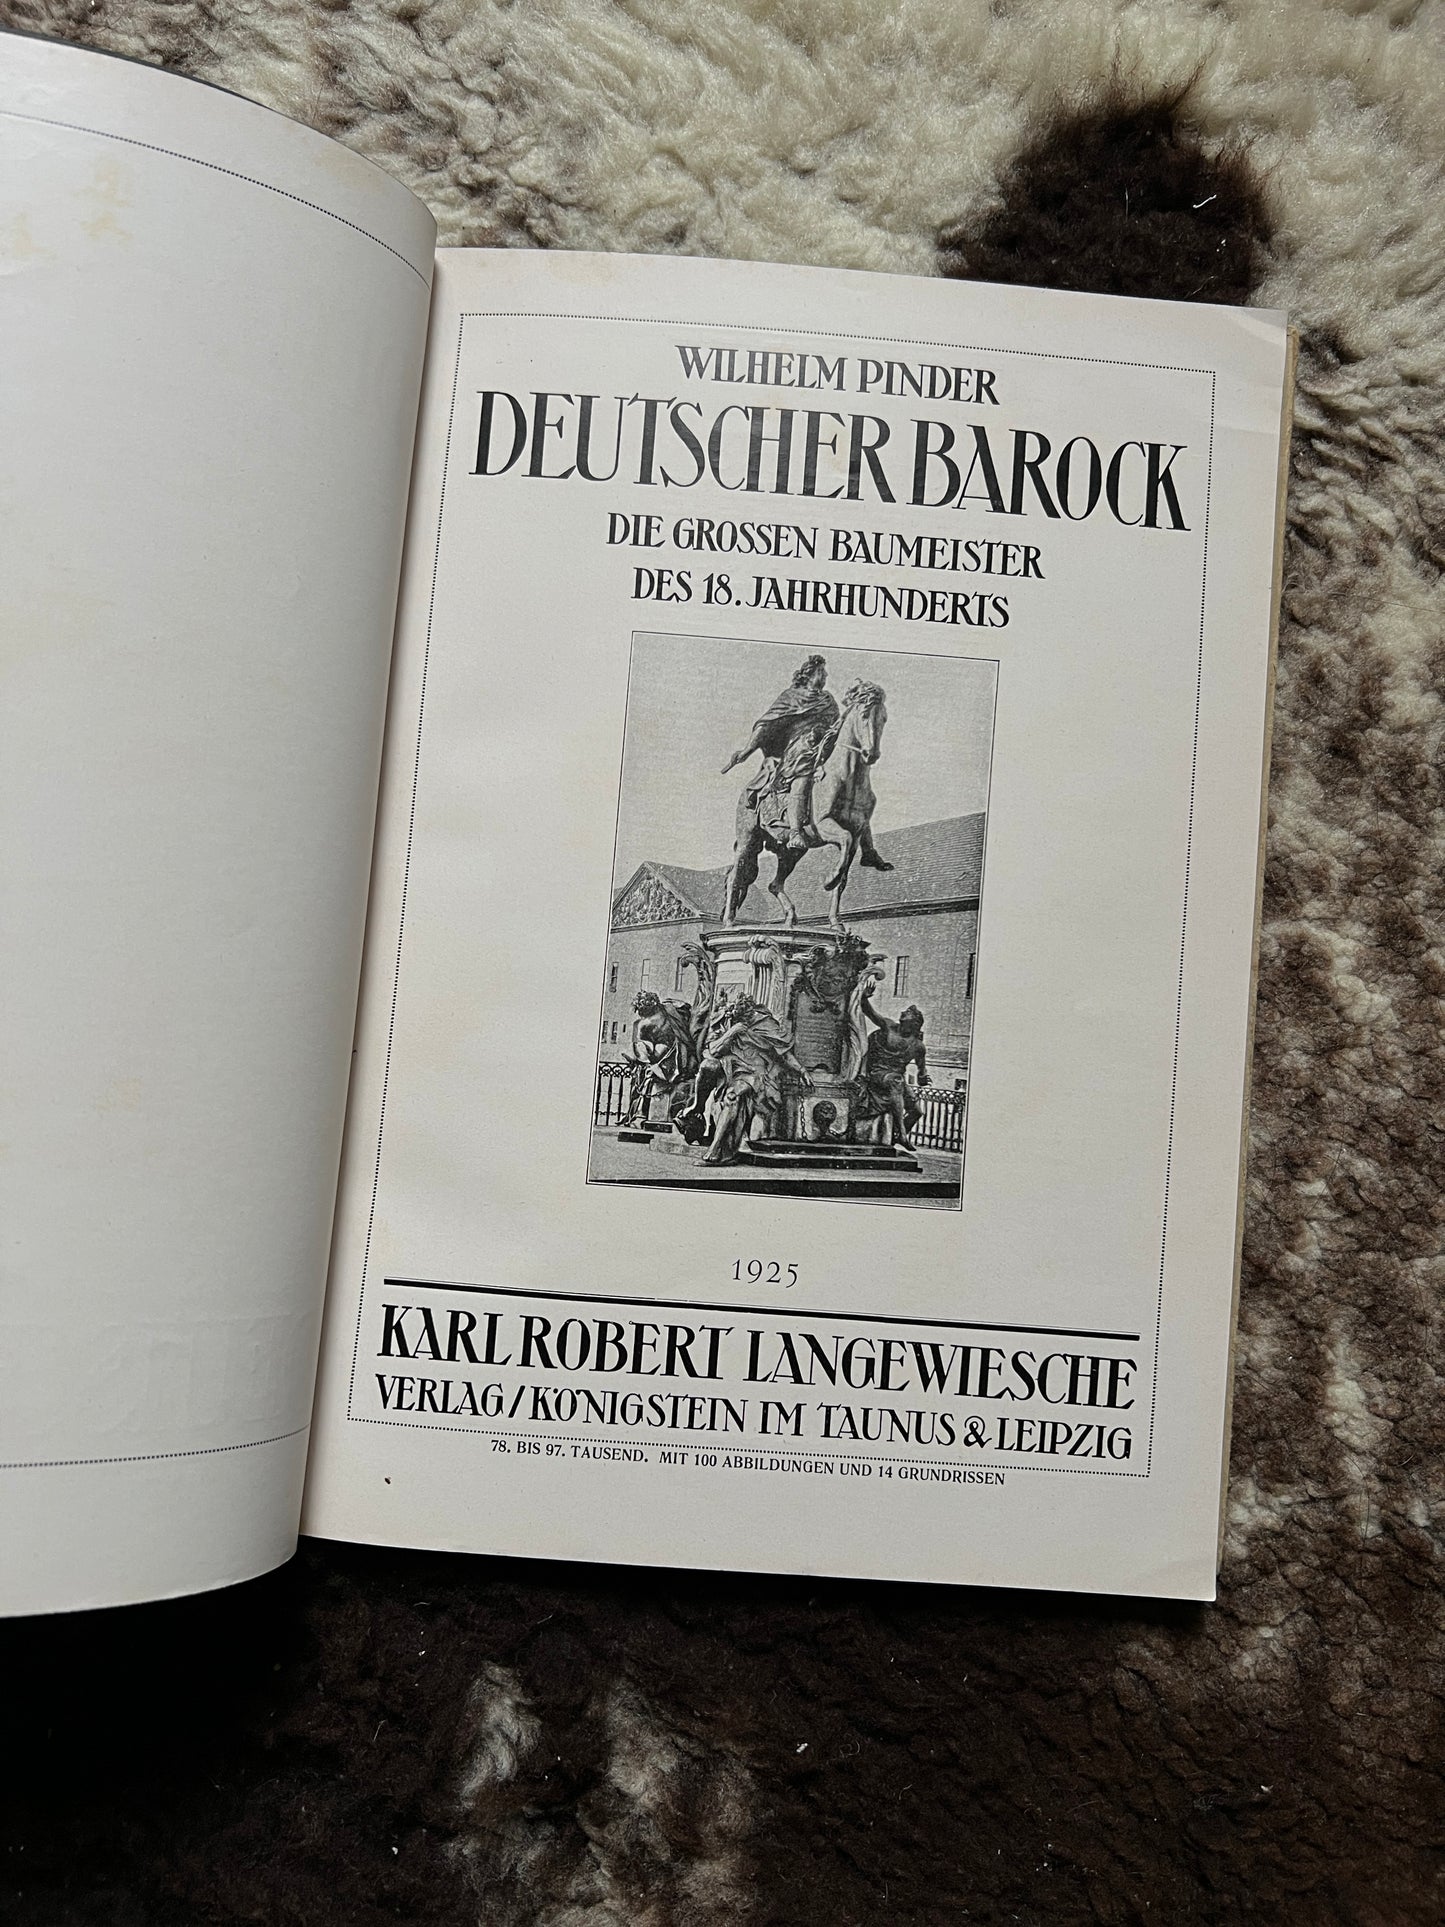 WILHELM PINDER
DEUTSCHER BAROCK
DIE GROSSEN BAUMEISTER
DES 18. JAHRHUNDERTS
1925
KARL ROBERT LANGEWIESCHE
VERLAG/KÖNIGSTEIN IM TAUNUS & LEIPZIG
78. BIS 97. TAUSEND. MIT 100 ABBILDUNGEN UND 14 GRUNDRISSEN